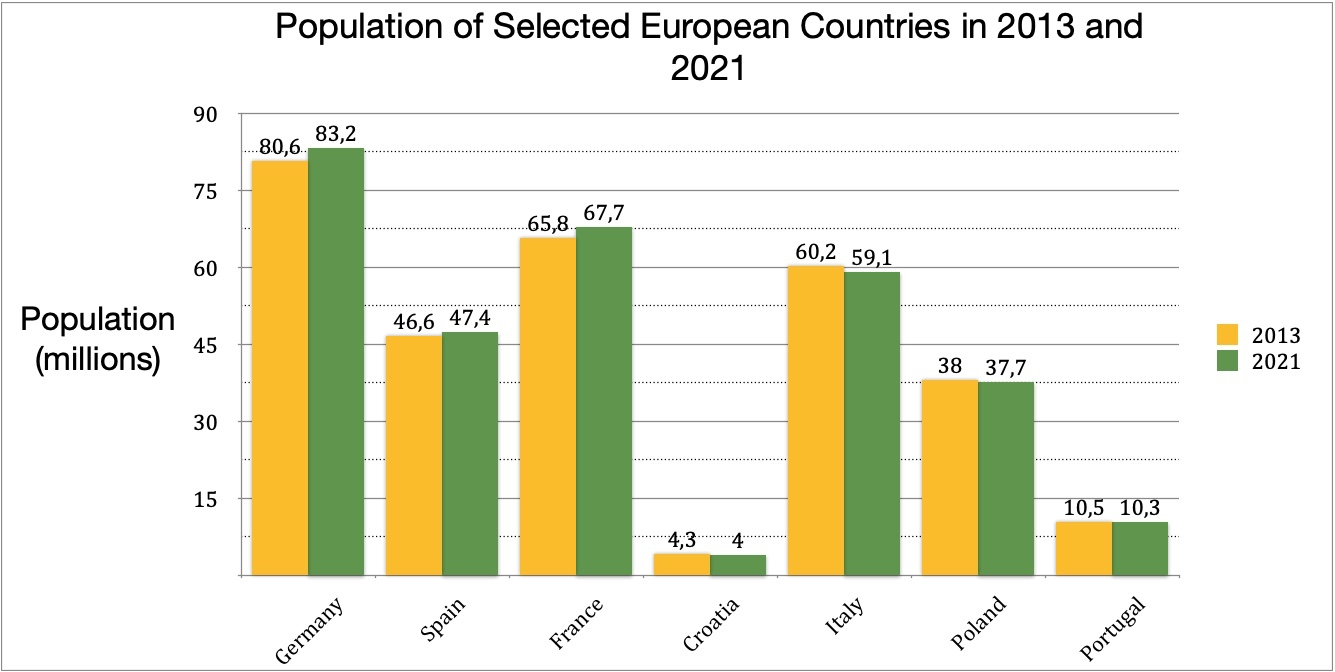 Population of Selected European Countries in 2013 and
2021
90
75
60
45
30
15
Population
(millions)
80,6
83,2
46,6
47,4
65,8
67,7
4,3
4
60,2
59,1
38
37,7
10,5
10,3
Germany
Spain
France
Croatia
Italy
Poland
Portugal
2013
2021